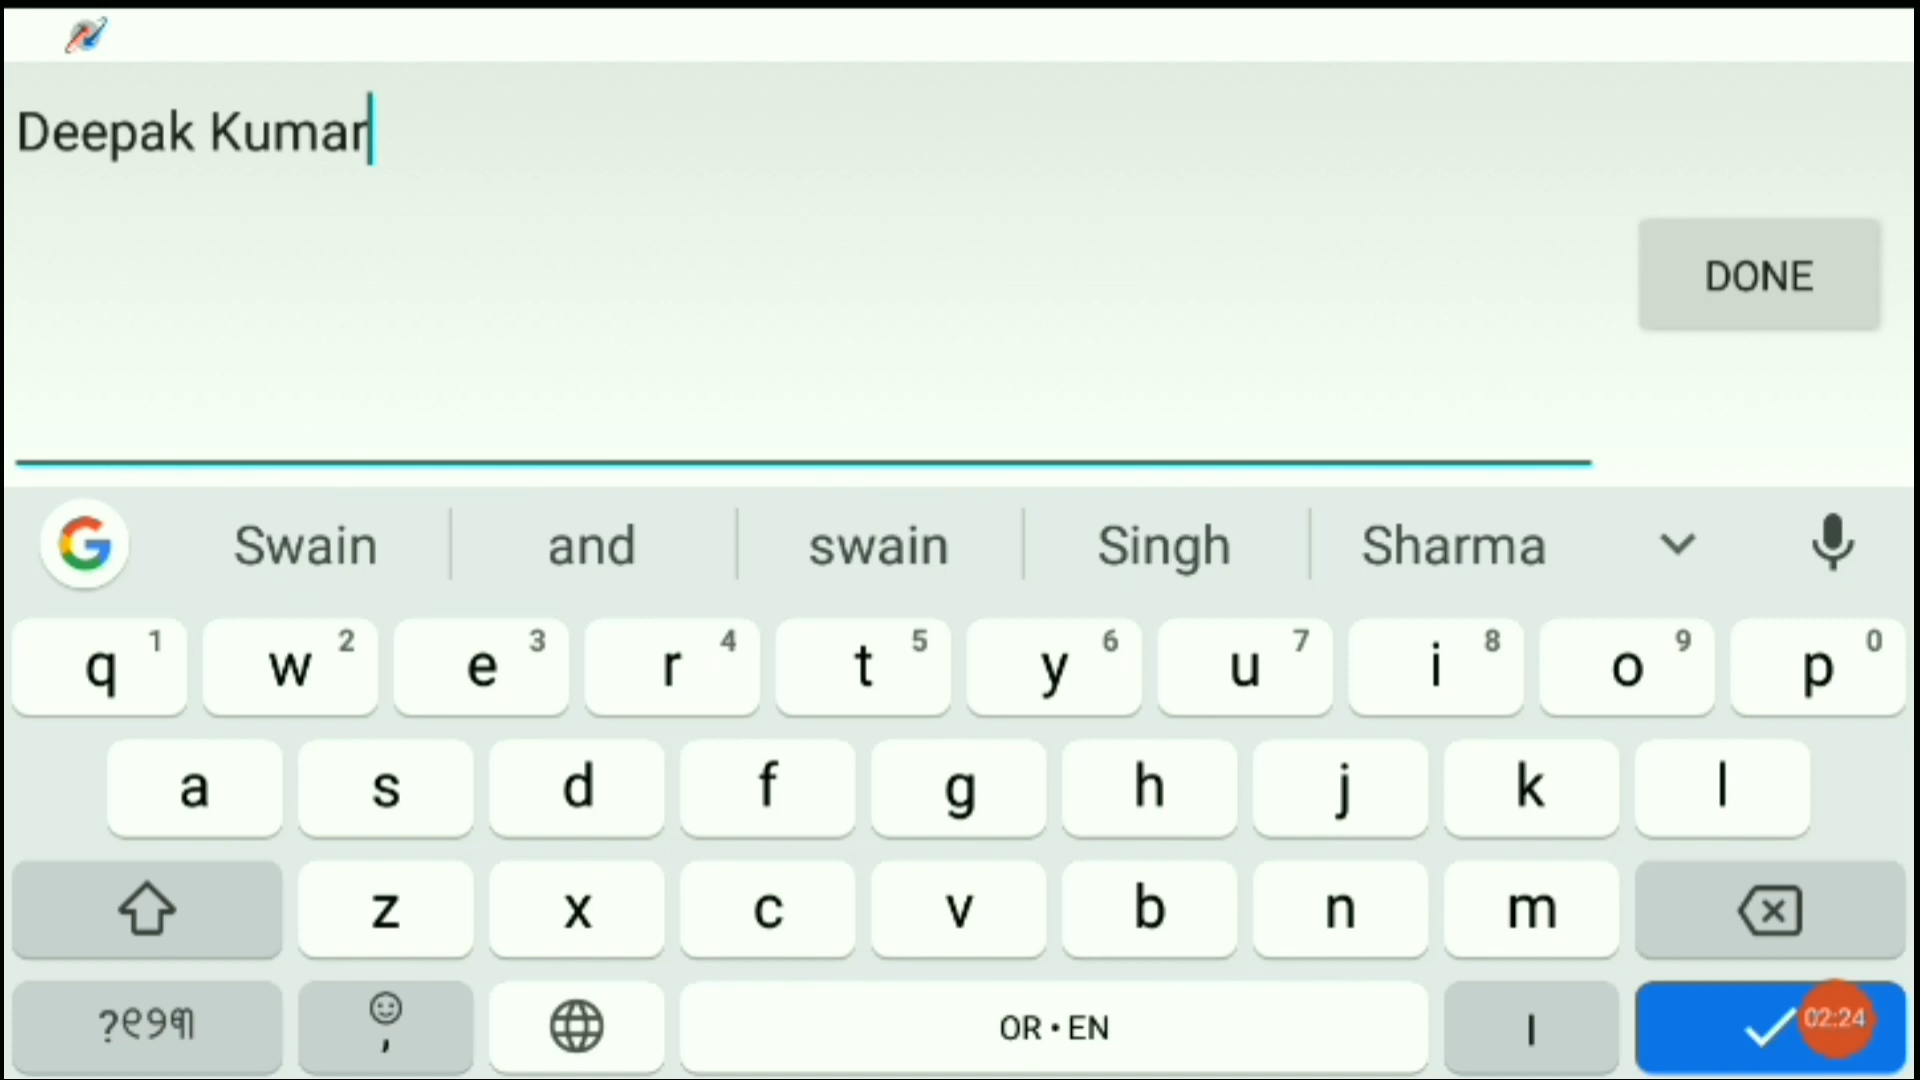 Deepak Kumar
DONE
Swain and swain Singh Sharma
q 1 w 2 e 3 r 4 t 5 y 6 u 7 i 8 o 9 p 0
a s d f g h j k l
z x c v b n m
?୧୨¶ , OR • EN । 02:24